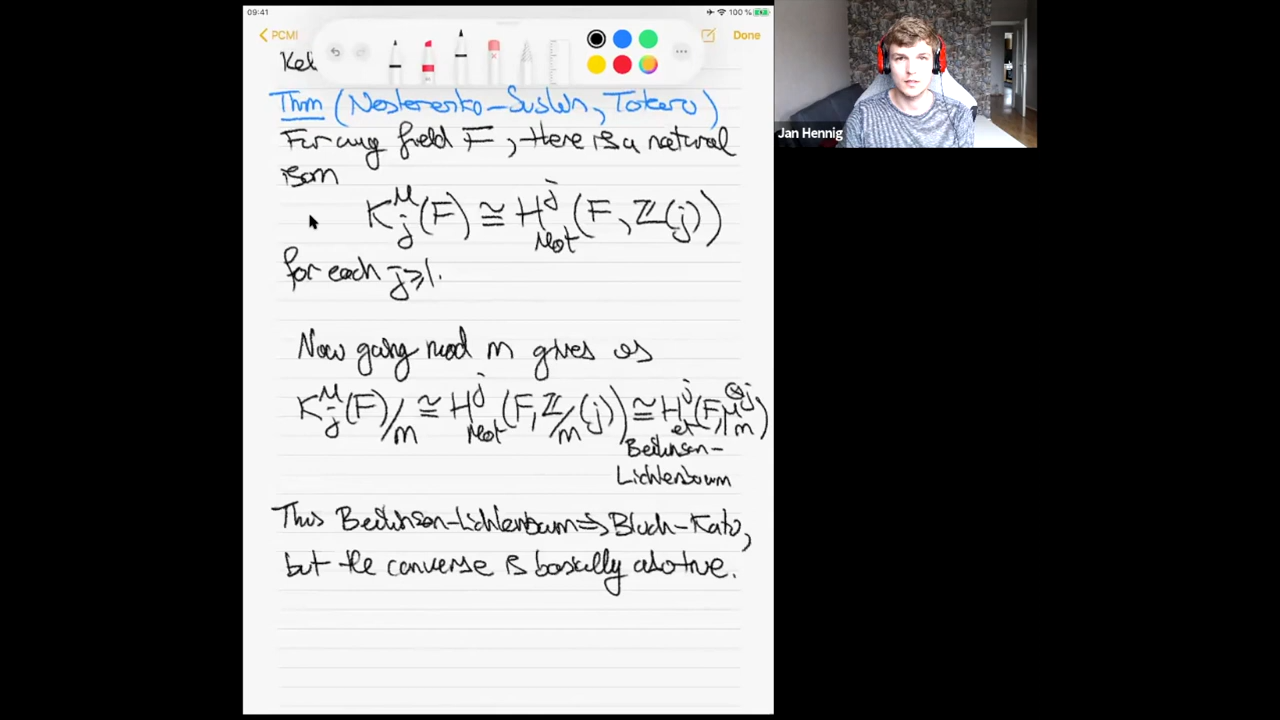 09:41
100 %
PCMI
Done
Thm (Nesterenko-Suslin, Totaro)
For any field F, there is a natural
isom
K^M_j(F) ≅ H^j_Mot(F, ℤ(j))
for each j⩾1.
Now going mod m gives us
K^M_j(F)/m ≅ H^j_Mot(F, ℤ/m(j)) ≅ H^j_et(F, μ_m^⊗j)
Beilinson-
Lichtenbaum
Thus Beilinson-Lichtenbaum ⇒ Bloch-Kato,
but the converse is basically also true.
Jan Hennig